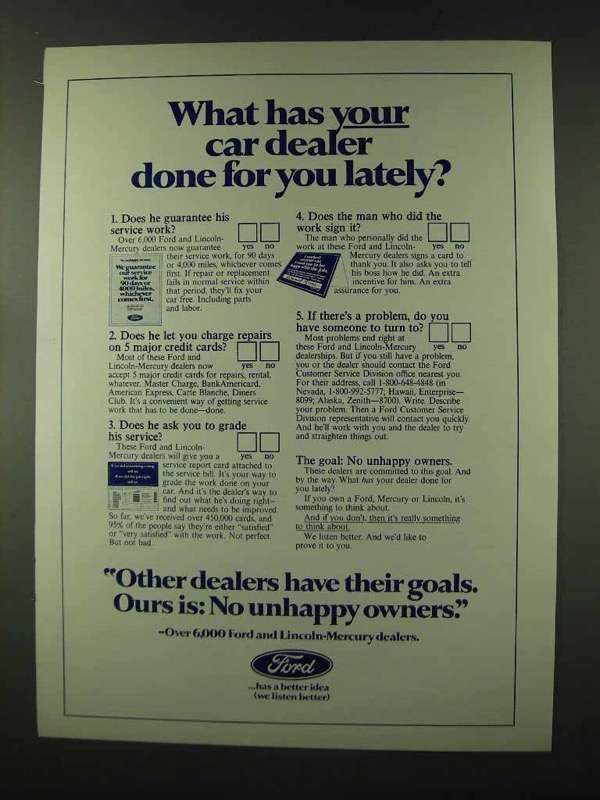 What has your
car dealer
done for you lately?
1. Does he guarantee his
service work?
yes no
Over 6,000 Ford and Lincoln-
Mercury dealers now guarantee
their service work, for 90 days
or 4,000 miles, whichever comes
first. If repair or replacement
fails in normal service within
that period, they'll fix your
car free. Including parts
and labor.
We guarantee
our service
work for
90 days or
4000 miles,
whichever
comes first.
2. Does he let you charge repairs
on 5 major credit cards?
yes no
Most of these Ford and
Lincoln-Mercury dealers now
accept 5 major credit cards for repairs, rental,
whatever. Master Charge, BankAmericard,
American Express, Carte Blanche, Diners
Club. It's a convenient way of getting service
work that has to be done—done.
3. Does he ask you to grade
his service?
yes no
These Ford and Lincoln-
Mercury dealers will give you a
service report card attached to
the service bill. It's your way to
grade the work done on your
car. And it's the dealer's way to
find out what he's doing right—
and what needs to be improved.
So far, we've received over 450,000 cards, and
95% of the people say they're either "satisfied"
or "very satisfied" with the work. Not perfect.
But not bad.
4. Does the man who did the
work sign it?
yes no
The man who personally did the
work at these Ford and Lincoln-
Mercury dealers signs a card to
thank you. It also asks you to tell
his boss how he did. An extra
incentive for him. An extra
assurance for you.
5. If there's a problem, do you
have someone to turn to?
yes no
Most problems end right at
these Ford and Lincoln-Mercury
dealerships. But if you still have a problem,
you or the dealer should contact the Ford
Customer Service Division office nearest you.
For their address, call 1-800-648-4848 (in
Nevada, 1-800-992-5777; Hawaii, Enterprise—
8099; Alaska, Zenith—8700). Write. Describe
your problem. Then a Ford Customer Service
Division representative will contact you quickly.
And he'll work with you and the dealer to try
and straighten things out.
The goal: No unhappy owners.
These dealers are committed to this goal. And
by the way. What has your dealer done for
you lately?
If you own a Ford, Mercury or Lincoln, it's
something to think about.
And if you don't, then it's really something
to think about.
We listen better. And we'd like to
prove it to you.
"Other dealers have their goals.
Ours is: No unhappy owners."
—Over 6,000 Ford and Lincoln-Mercury dealers.
Ford
...has a better idea
(we listen better)